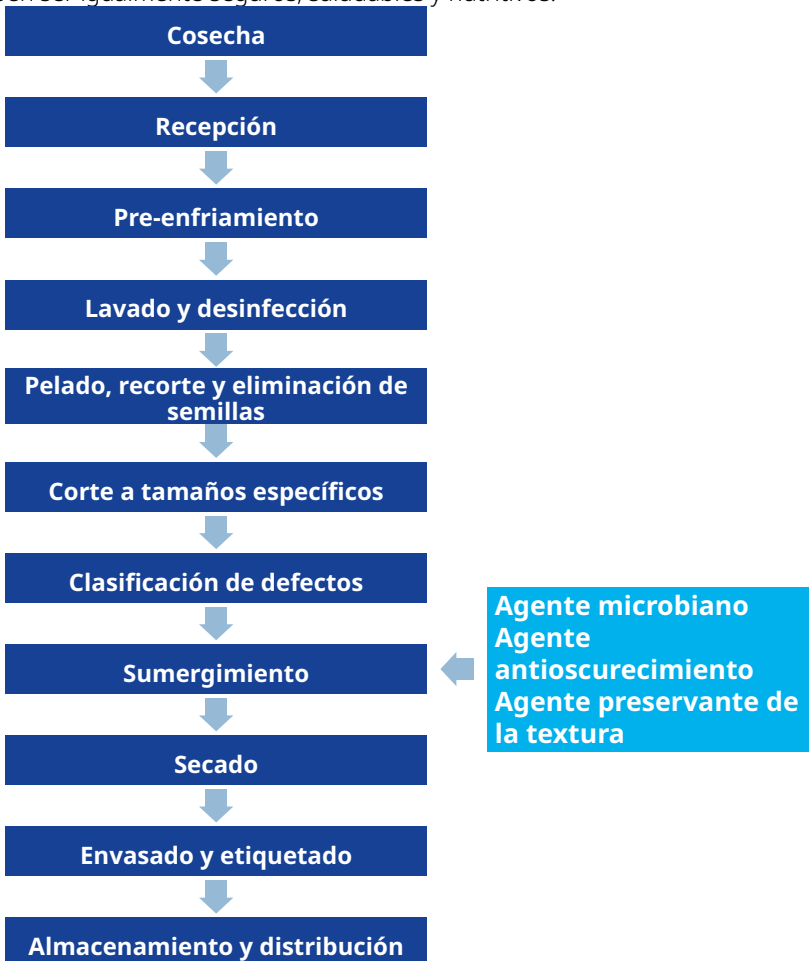 Cosecha
Recepción
Pre-enfriamiento
Lavado y desinfección
Pelado, recorte y eliminación de
semillas
Corte a tamaños específicos
Clasificación de defectos
Sumergimiento
Agente microbiano
Agente
antioscurecimiento
Agente preservante de
la textura
Secado
Envasado y etiquetado
Almacenamiento y distribución